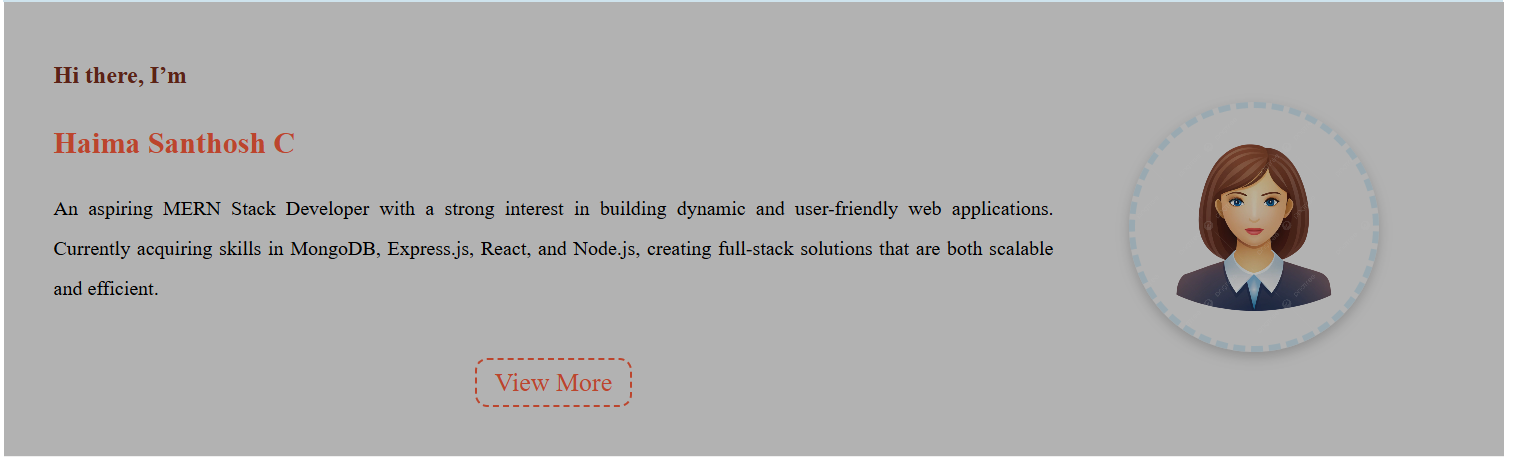 Hi there, I’m
Haima Santhosh C
An aspiring MERN Stack Developer with a strong interest in building dynamic and user-friendly web applications.
Currently acquiring skills in MongoDB, Express.js, React, and Node.js, creating full-stack solutions that are both scalable
and efficient.
View More